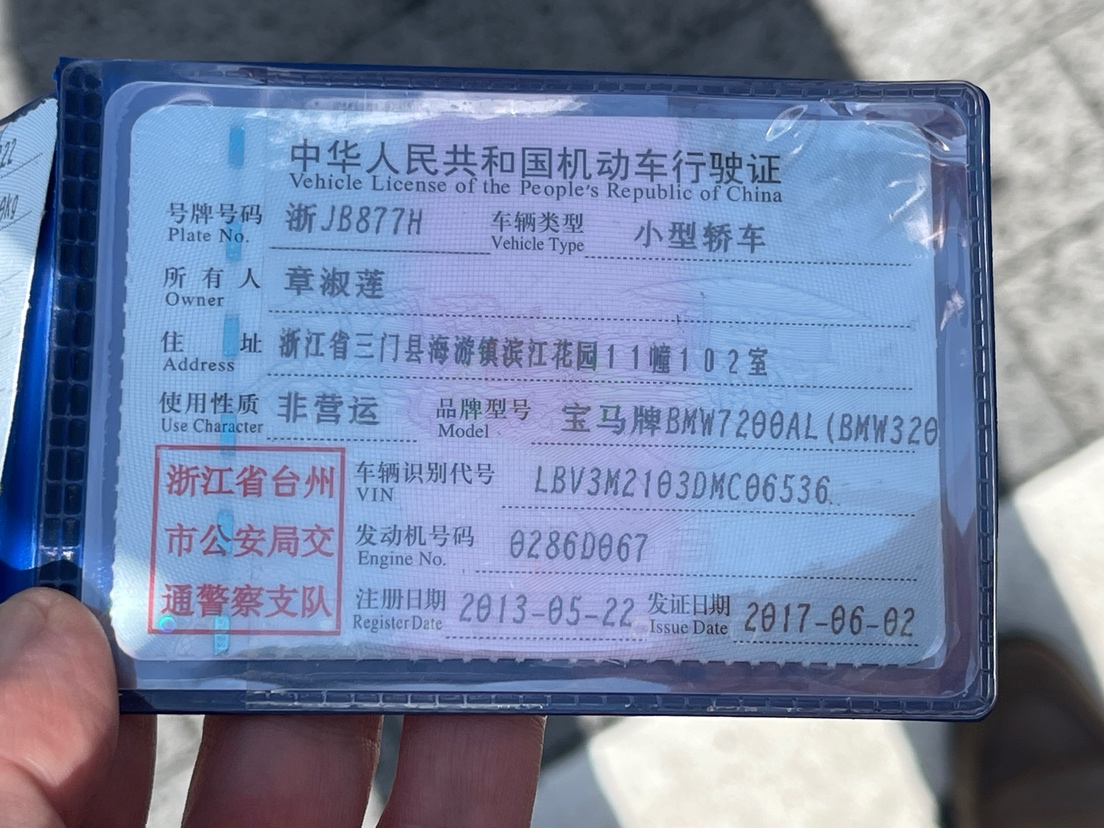 中华人民共和国机动车行驶证
Vehicle License of the People's Republic of China
号牌号码 浙JB877H 车辆类型 小型轿车
Plate No. Vehicle Type
所有人 章淑莲
Owner
住址 浙江省三门县海游镇滨江花园11幢102室
Address
使用性质 非营运 品牌型号 宝马牌BMW7200AL(BMW320
Use Character Model
浙江省台州
市公安局交
通警察支队
车辆识别代号 LBV3M2103DMC06536
VIN
发动机号码 0286D067
Engine No.
注册日期 2013-05-22 发证日期 2017-06-02
Register Date Issue Date